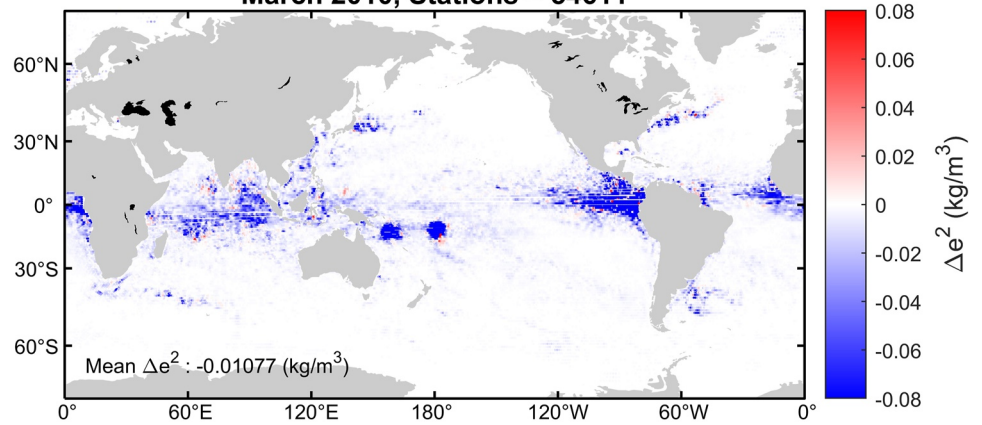 60°N
30°N
0°
30°S
60°S
Mean Δe² : -0.01077 (kg/m³)
0° 60°E 120°E 180° 120°W 60°W 0°
0.08
0.06
0.04
0.02
0
-0.02
-0.04
-0.06
-0.08
Δe² (kg/m³)